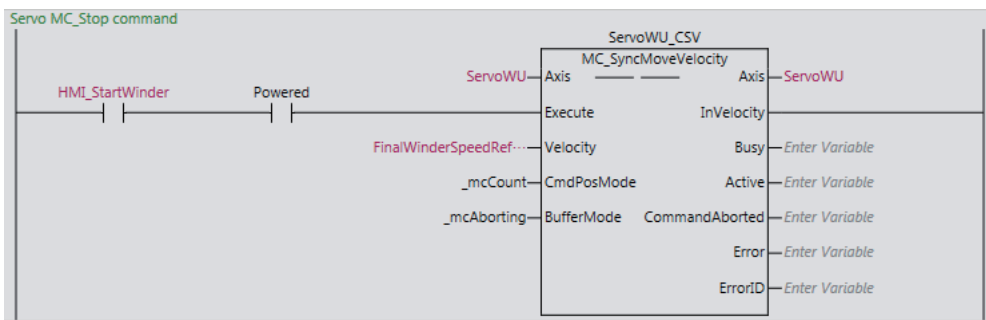 Servo MC_Stop command
ServoWU_CSV
MC_SyncMoveVelocity
ServoWU Axis Axis ServoWU
HMI_StartWinder Powered
Execute InVelocity
FinalWinderSpeedRef··· Velocity Busy Enter Variable
_mcCount CmdPosMode Active Enter Variable
_mcAborting BufferMode CommandAborted Enter Variable
Error Enter Variable
ErrorID Enter Variable